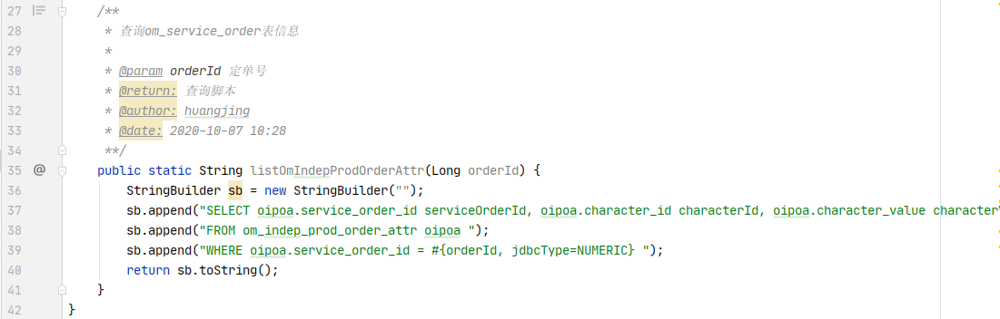 27 /**
28 * 查询om_service_order表信息
29 *
30 * @param orderId 定单号
31 * @return: 查询脚本
32 * @author: huangjing
33 * @date: 2020-10-07 10:28
34 **/
35 @ public static String listOmIndepProdOrderAttr(Long orderId) {
36 StringBuilder sb = new StringBuilder("");
37 sb.append("SELECT oipoa.service_order_id serviceOrderId, oipoa.character_id characterId, oipoa.character_value character
38 sb.append("FROM om_indep_prod_order_attr oipoa ");
39 sb.append("WHERE oipoa.service_order_id = #{orderId, jdbcType=NUMERIC} ");
40 return sb.toString();
41 }
42 }